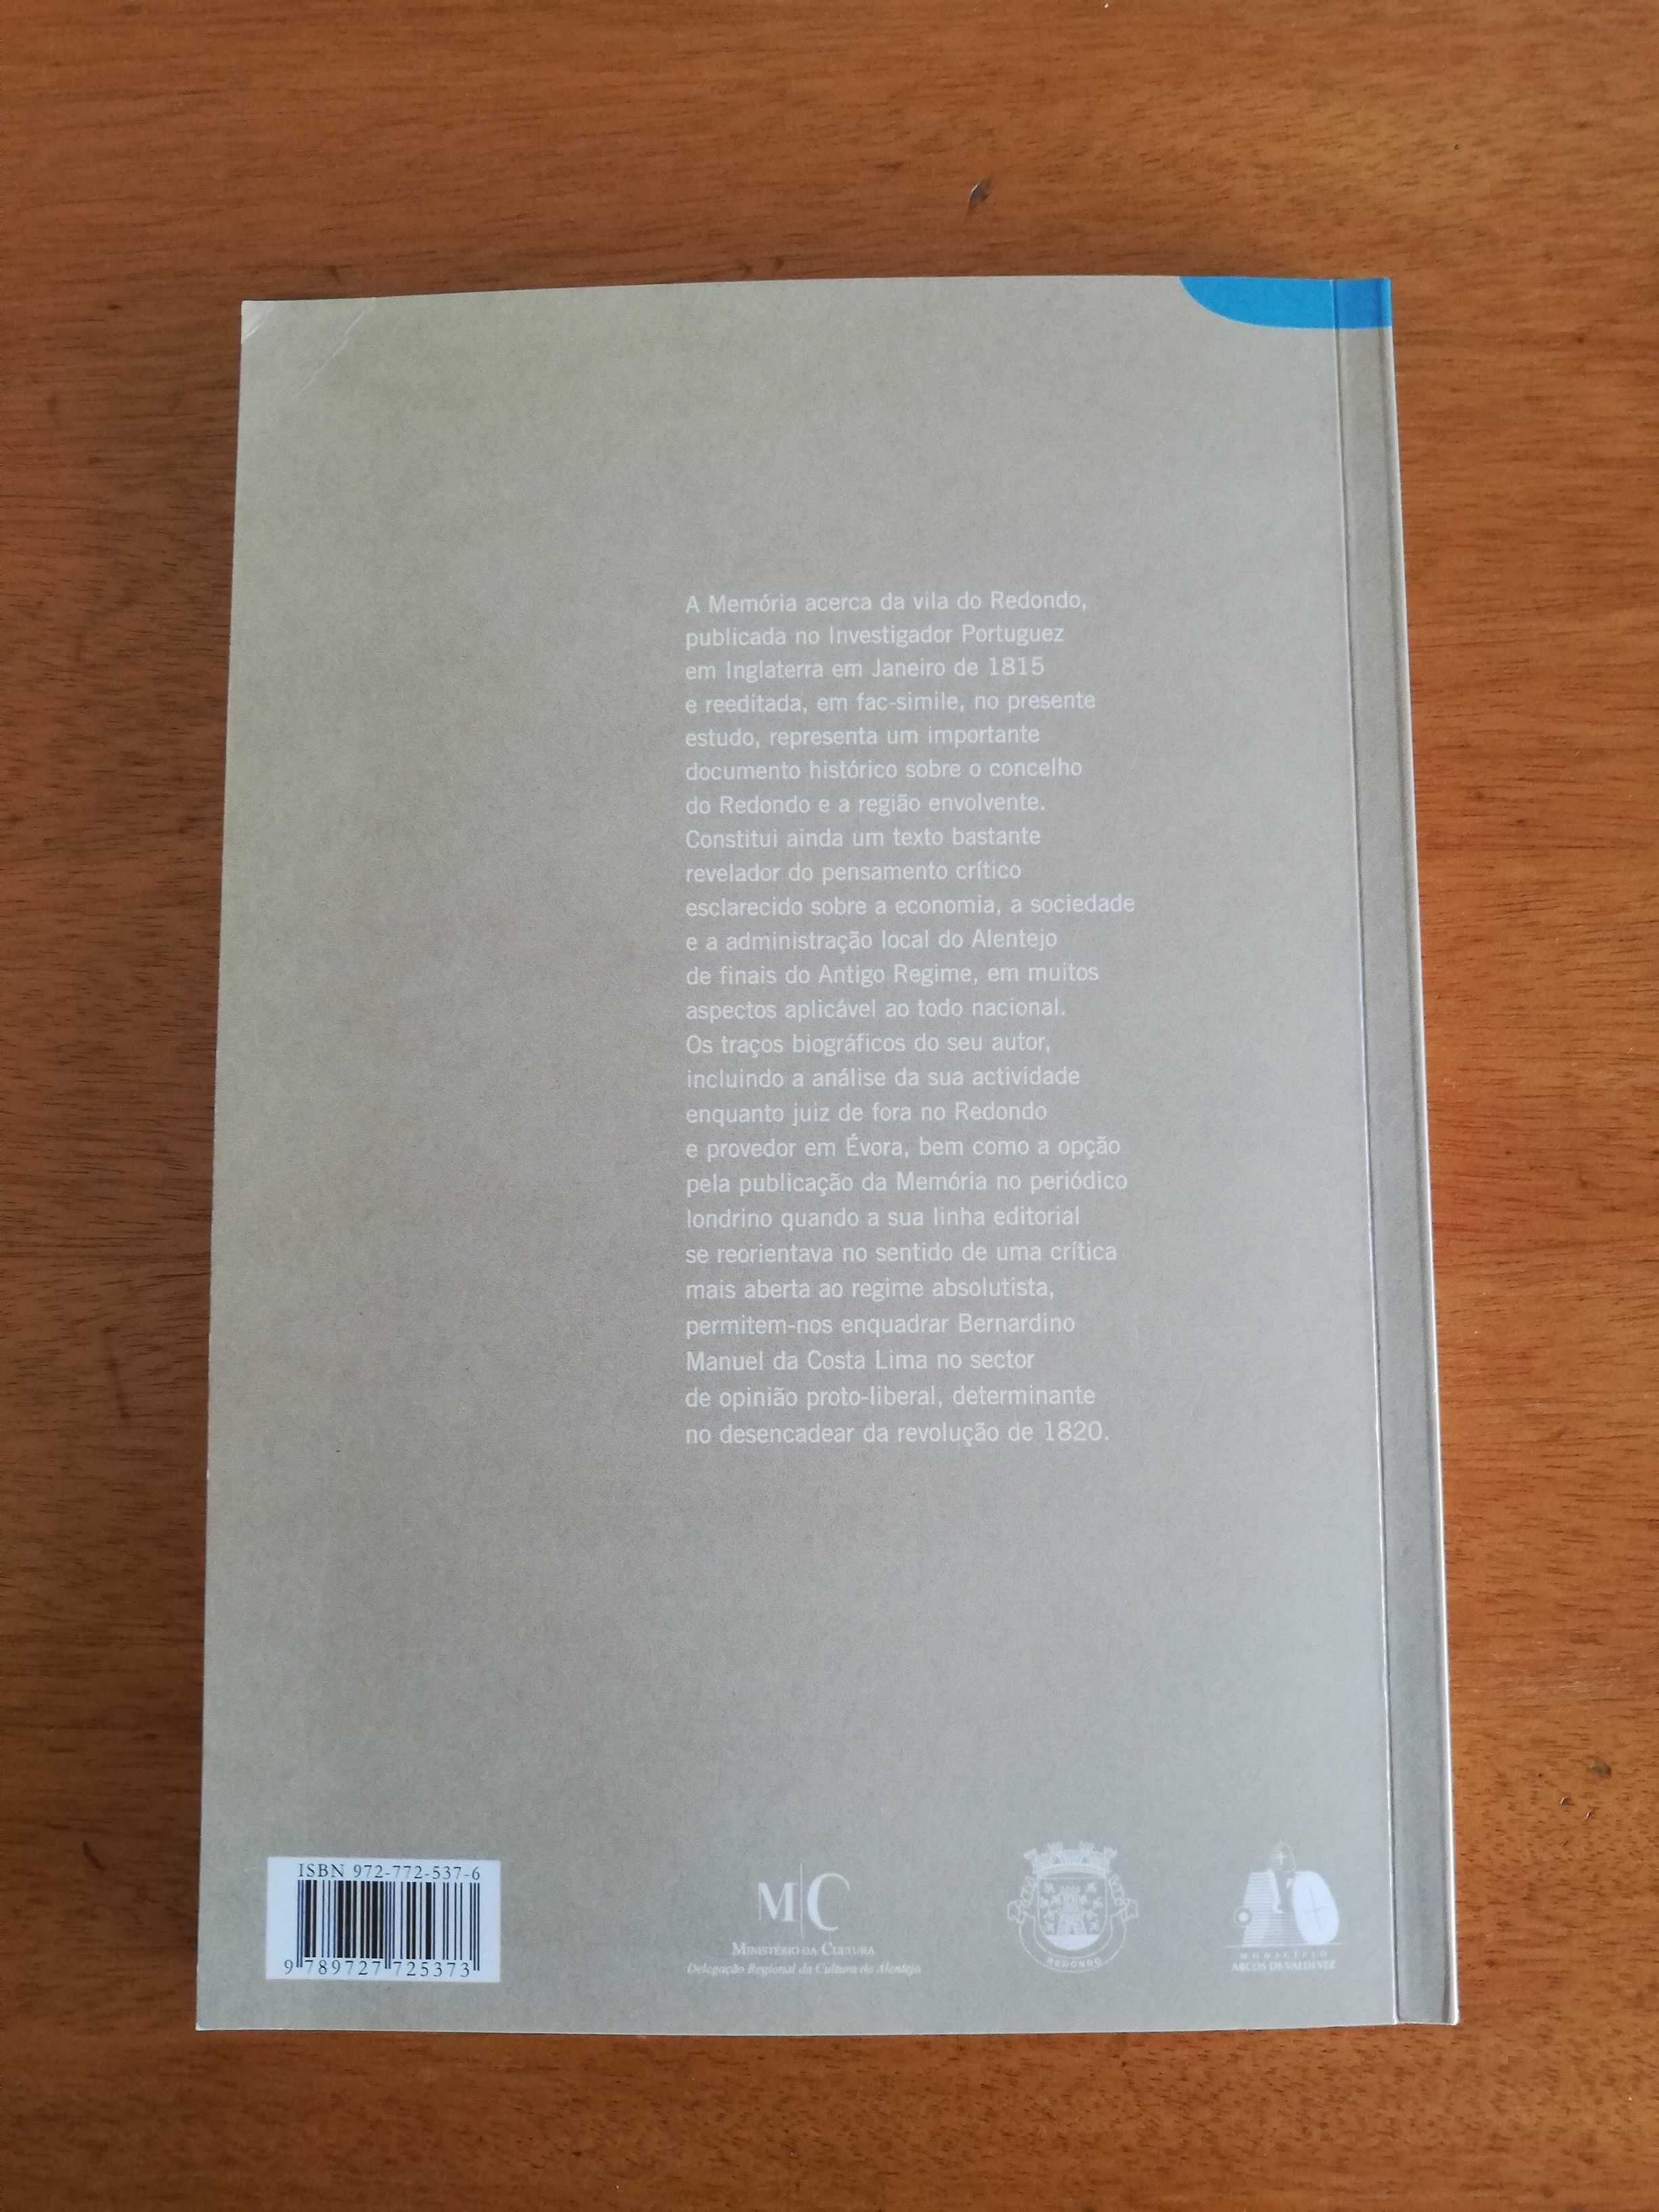 A Memória acerca da vila do Redondo,
publicada no Investigador Portuguez
em Inglaterra em Janeiro de 1815
e reeditada, em fac-simile, no presente
estudo, representa um importante
documento histórico sobre o concelho
do Redondo e a região envolvente.
Constitui ainda um texto bastante
revelador do pensamento crítico
esclarecido sobre a economia, a sociedade
e a administração local do Alentejo
de finais do Antigo Regime, em muitos
aspectos aplicável ao todo nacional.
Os traços biográficos do seu autor,
incluindo a análise da sua actividade
enquanto juiz de fora no Redondo
e provedor em Évora, bem como a opção
pela publicação da Memória no periódico
londrino quando a sua linha editorial
se reorientava no sentido de uma crítica
mais aberta ao regime absolutista,
permitem-nos enquadrar Bernardino
Manuel da Costa Lima no sector
de opinião proto-liberal, determinante
no desencadear da revolução de 1820.
ISBN 972-772-537-6
9 789727 725373
M C
MINISTÉRIO DA CULTURA
Delegação Regional da Cultura do Alentejo
REDONDO
MUNICÍPIO
ARCOS DE VALDEVEZ